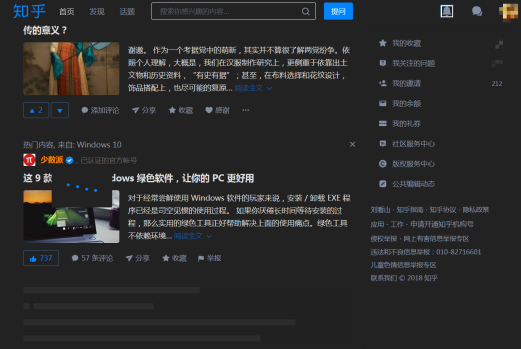 知乎 首页 发现 话题 搜索你感兴趣的内容... 提问
传的意义？
谢邀。 作为一个考据党中的萌新，其实并不算很了解两党纷争。依
照个人理解，大概是，我们在汉服制作研究上，更侧重于依靠出土
文物和历史资料，“有史有据”；甚至，在布料选择和花纹设计，
饰品搭配上，也尽可能的复原... 阅读全文
2 添加评论 分享 收藏 感谢 ...
热门内容, 来自: Windows 10
少数派 已认证的官方帐号
这 9 款 dows 绿色软件，让你的 PC 更好用
对于经常尝试使用 Windows 软件的玩家来说，安装 / 卸载 EXE 程
序已经是司空见惯的使用过程。 如果你厌倦长时间等待安装的过
程，那么实用的绿色工具正好帮助解决上面的使用痛点。绿色工具
不依赖环境... 阅读全文
737 57 条评论 分享 收藏 举报
我的收藏
我关注的问题
我的邀请 212
我的余额
我的礼券
社区服务中心
版权服务中心
公共编辑动态
刘看山 · 知乎指南 · 知乎协议 · 隐私政策
应用 · 工作 · 申请开通知乎机构号
侵权举报 · 网上有害信息举报专区
违法和不良信息举报：010-82716601
儿童色情信息举报专区
联系我们 © 2018 知乎